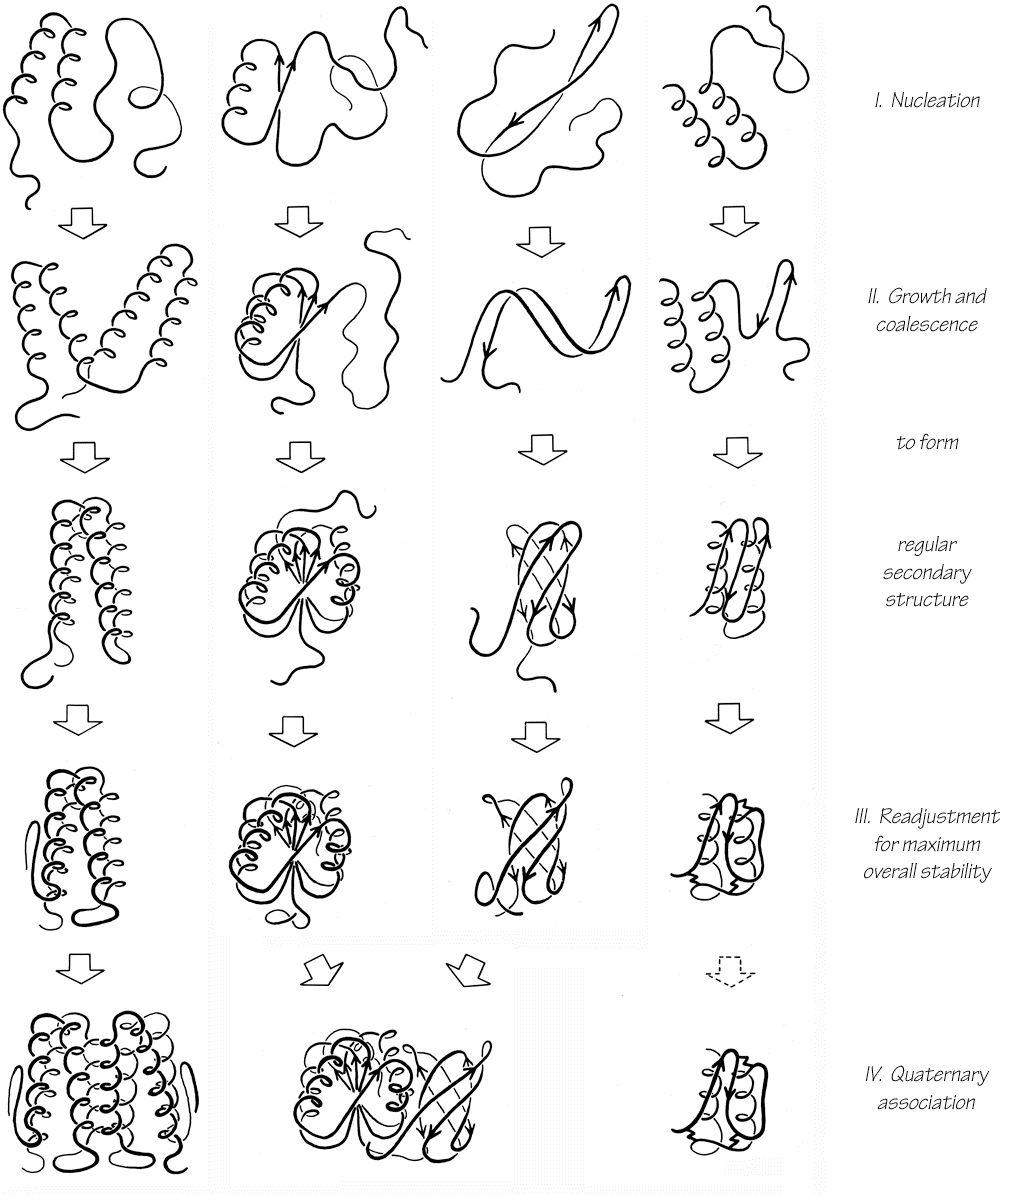 I. Nucleation
II. Growth and
coalescence
to form
regular
secondary
structure
III. Readjustment
for maximum
overall stability
IV. Quaternary
association